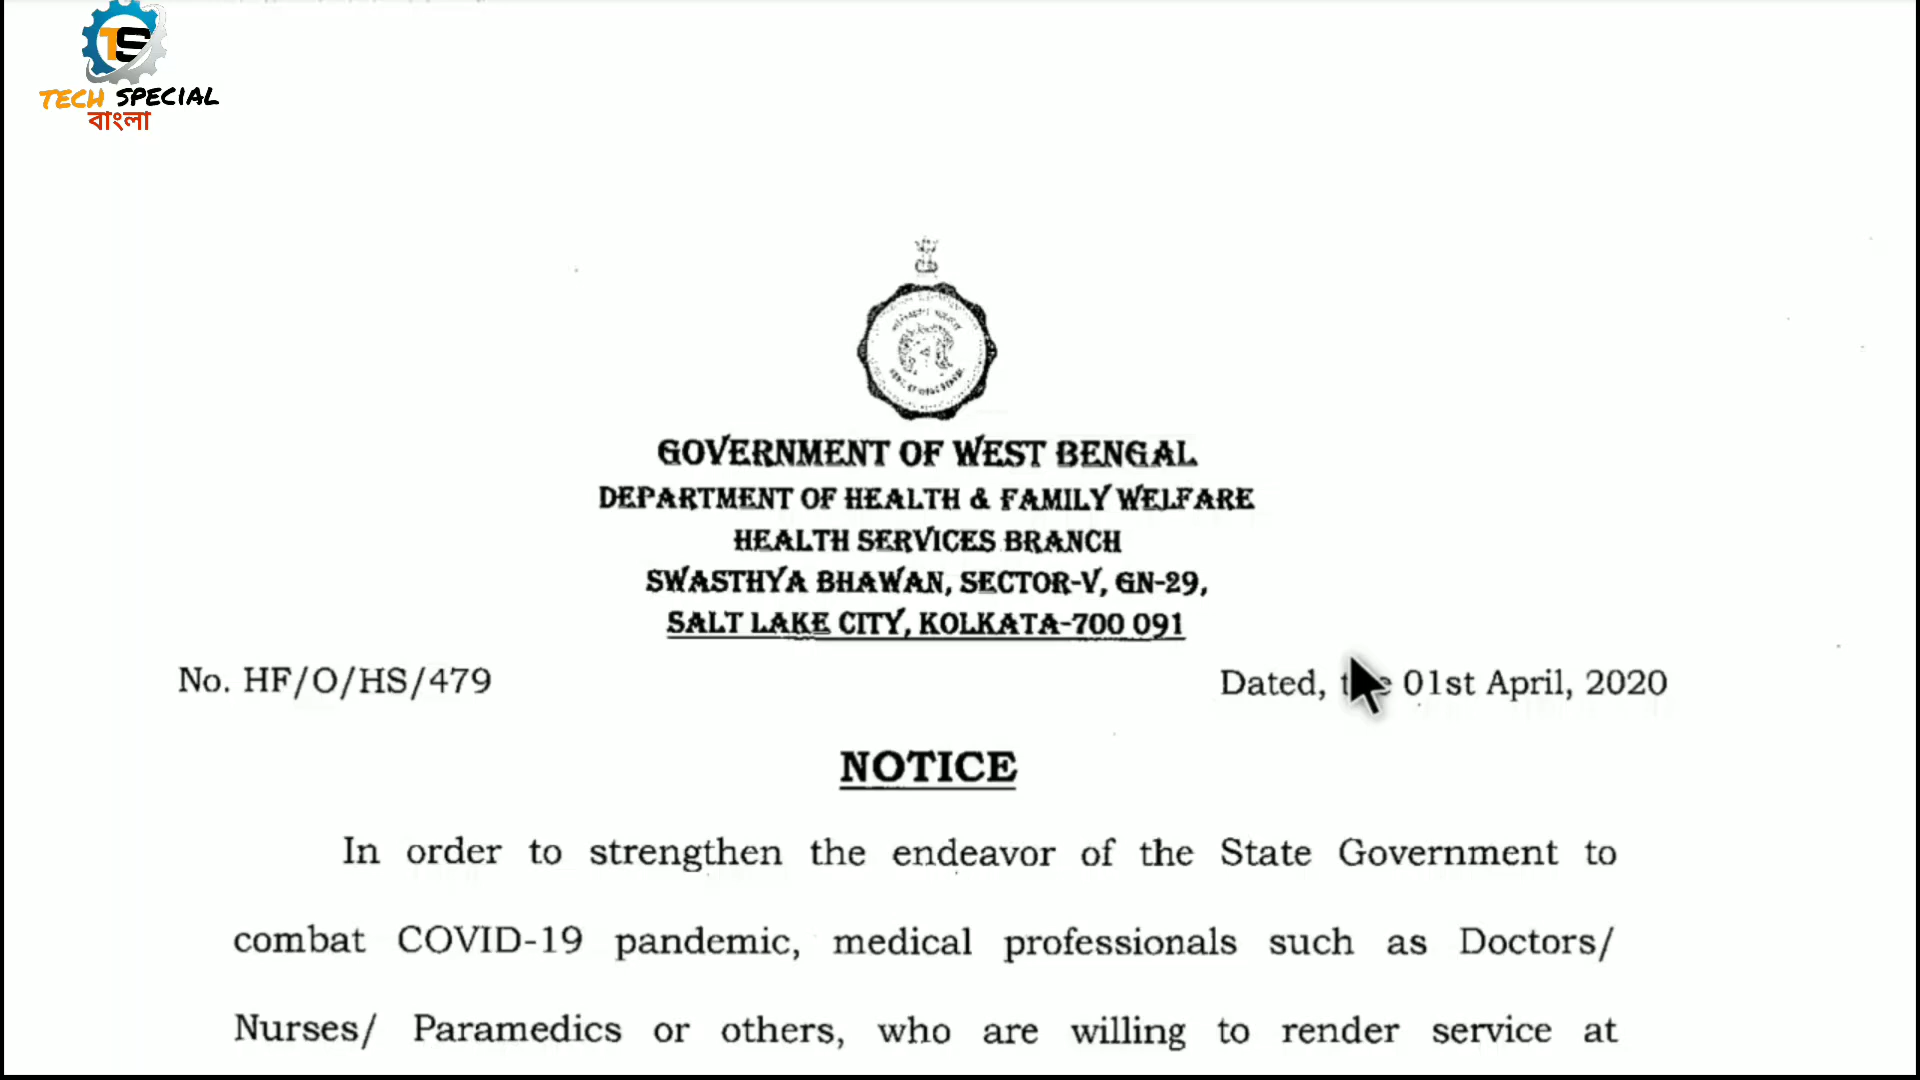 TS
TECH SPECIAL
বাংলা
GOVERNMENT OF WEST BENGAL
DEPARTMENT OF HEALTH & FAMILY WELFARE
HEALTH SERVICES BRANCH
SWASTHYA BHAWAN, SECTOR-V, GN-29,
SALT LAKE CITY, KOLKATA-700 091
No. HF/O/HS/479 Dated, the 01st April, 2020
NOTICE
In order to strengthen the endeavor of the State Government to
combat COVID-19 pandemic, medical professionals such as Doctors/
Nurses/ Paramedics or others, who are willing to render service at